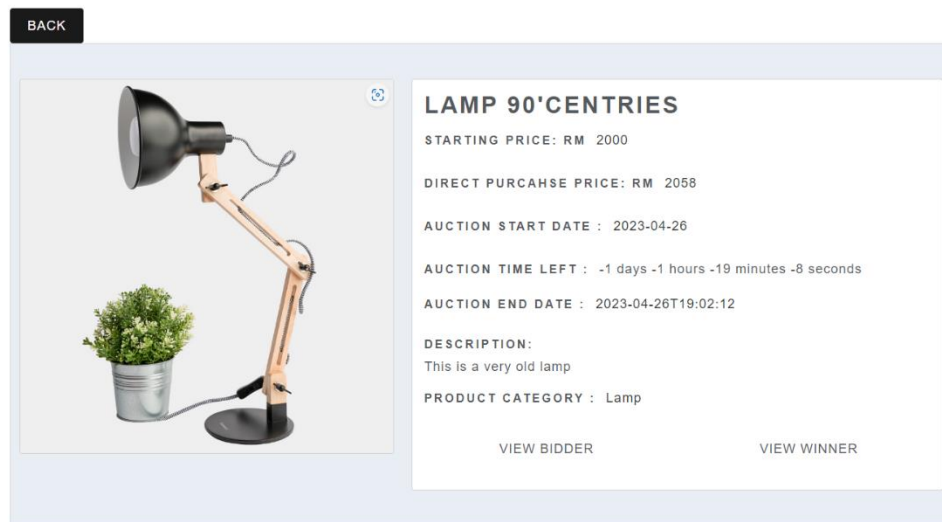 BACK
LAMP 90'CENTRIES
STARTING PRICE: RM 2000
DIRECT PURCAHSE PRICE: RM 2058
AUCTION START DATE : 2023-04-26
AUCTION TIME LEFT : -1 days -1 hours -19 minutes -8 seconds
AUCTION END DATE : 2023-04-26T19:02:12
DESCRIPTION:
This is a very old lamp
PRODUCT CATEGORY : Lamp
VIEW BIDDER VIEW WINNER